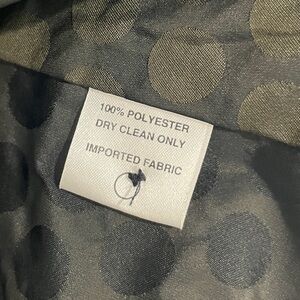 100% POLYESTER
DRY CLEAN ONLY
IMPORTED FABRIC